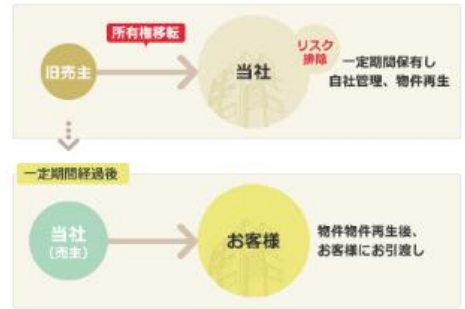 所有権移転
旧売主
当社
リスク
排除
一定期間保有し
自社管理、物件再生
一定期間経過後
当社
(売主)
お客様
物件物件再生後、
お客様にお引渡し